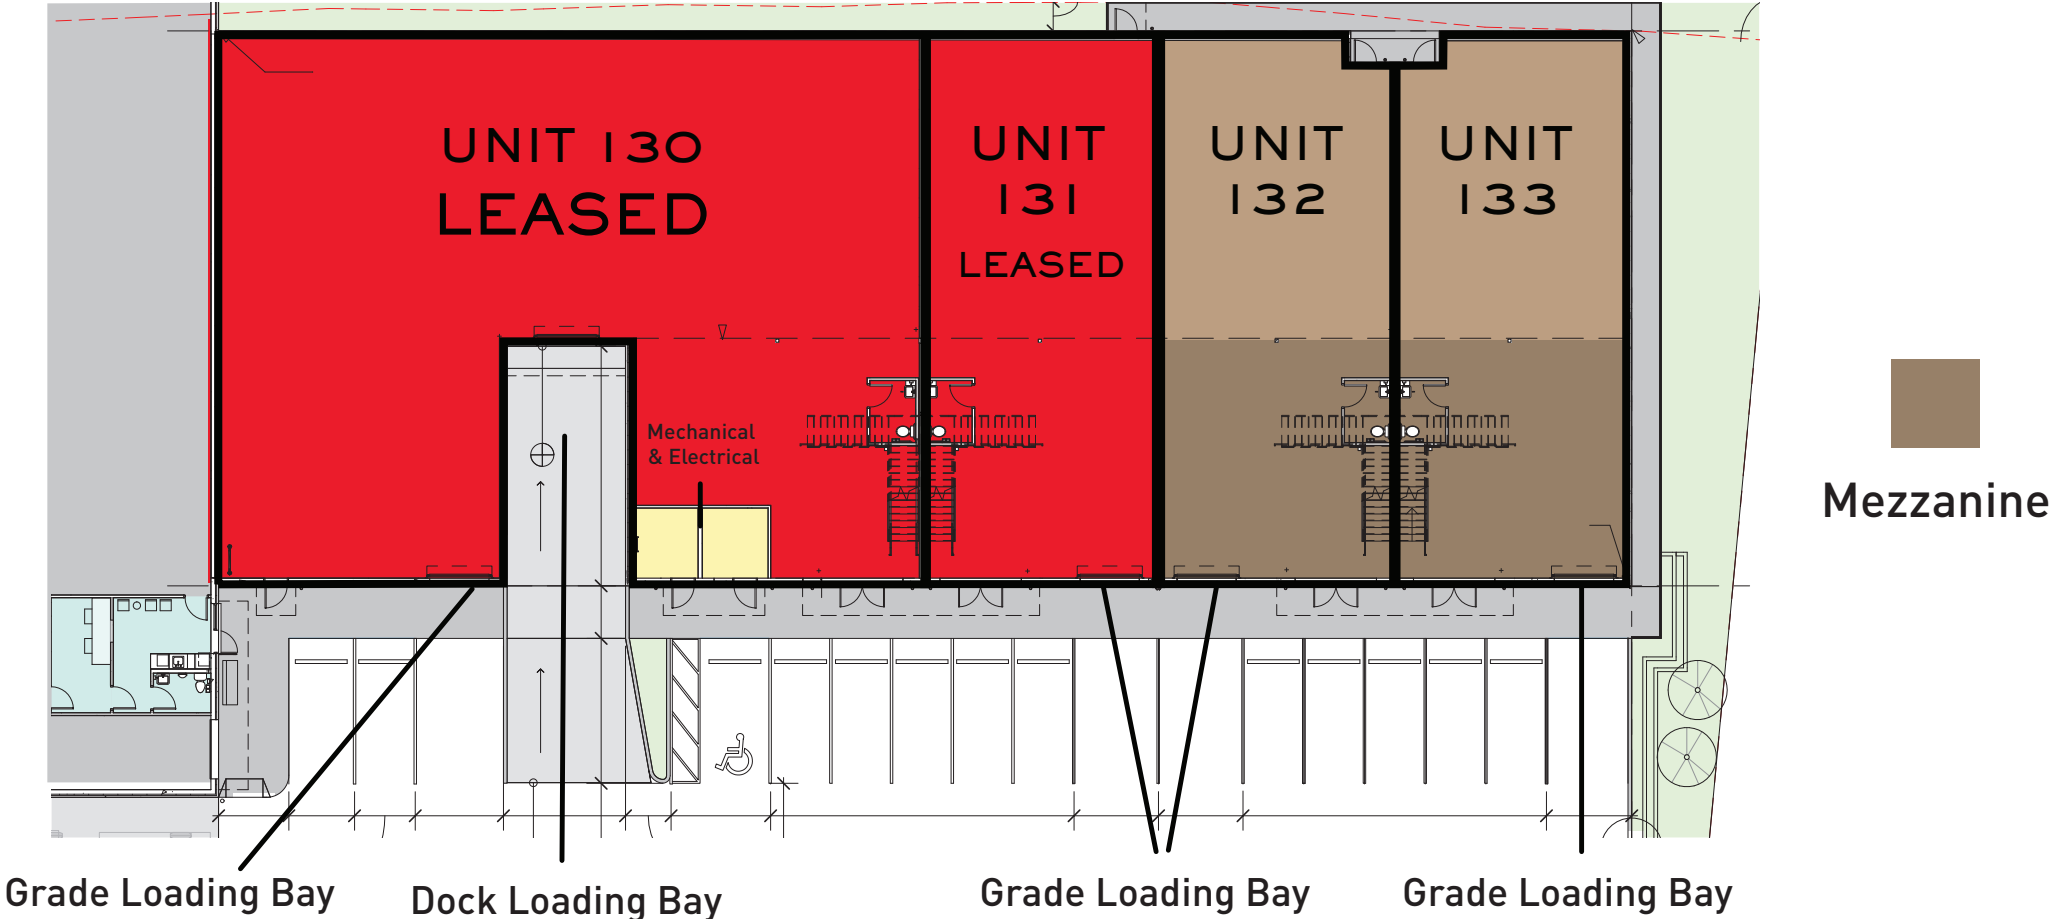 UNIT 130
LEASED
UNIT
131
LEASED
UNIT
132
UNIT
133
Mechanical
& Electrical
Mezzanine
Grade Loading Bay
Dock Loading Bay
Grade Loading Bay
Grade Loading Bay